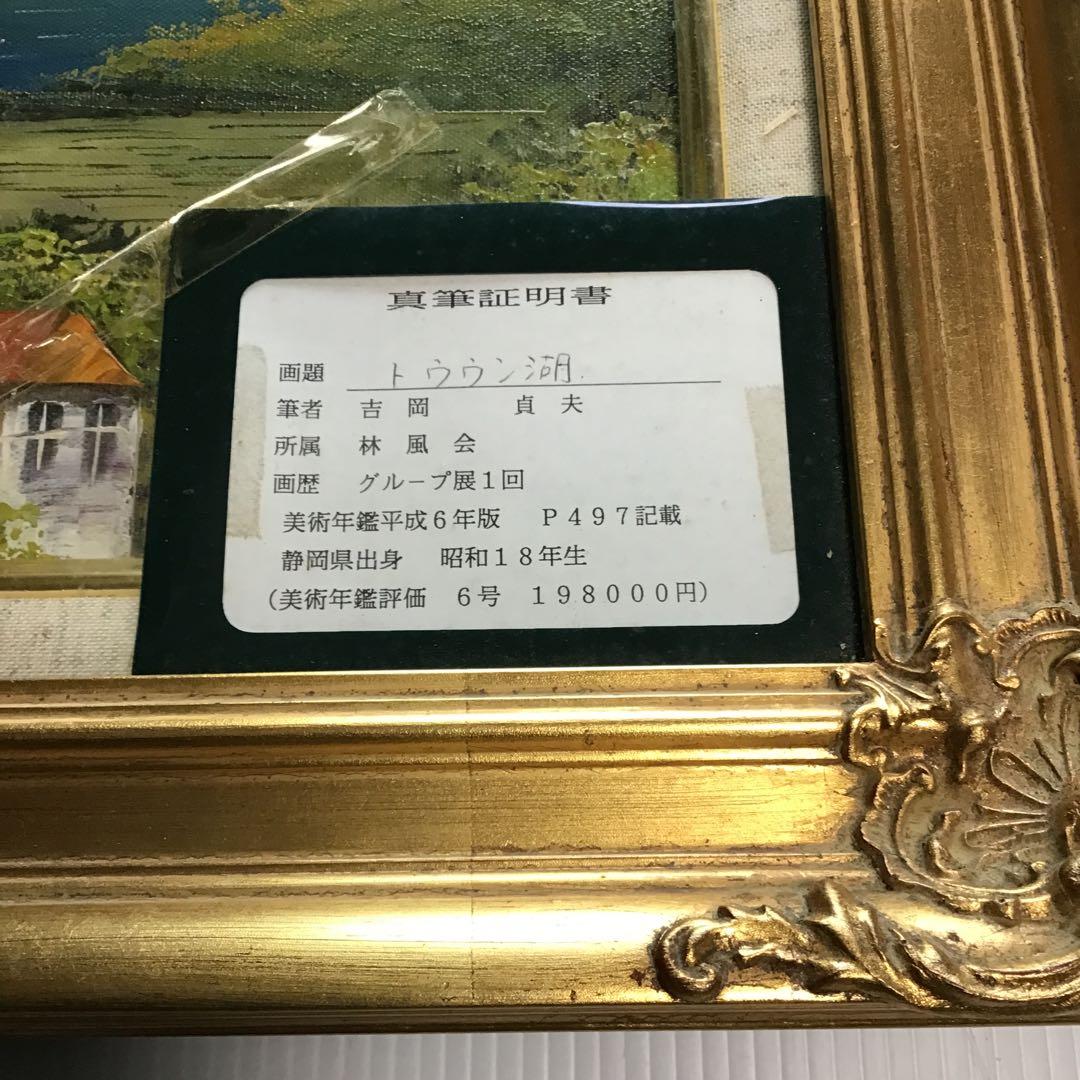 真筆証明書
画題 トウウン湖.
筆者 吉岡 貞夫
所属 林風会
画歴 グループ展1回
美術年鑑平成6年版 P497記載
静岡県出身 昭和18年生
(美術年鑑評価 6号 198000円)